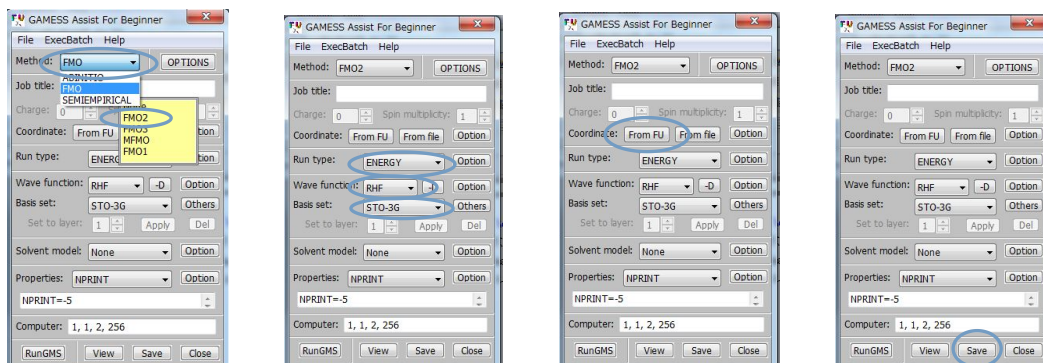 GAMESS Assist For Beginner
File ExecBatch Help
Method: FMO OPTIONS
ABINITIO
FMO
Job title:
SEMIEMPIRICAL
FMO2
Charge: 0
FMO3
Coordinate: From FU
MFMO
FMO1
Run type:
Wave function: RHF -D Option
Basis set: STO-3G Others
Set to layer: 1 Apply Del
Solvent model: None Option
Properties: NPRINT Option
NPRINT=-5
Computer: 1, 1, 2, 256
RunGMS View Save Close
GAMESS Assist For Beginner
File ExecBatch Help
Method: FMO2 OPTIONS
Job title:
Charge: 0 Spin multiplicity: 1
Coordinate: From FU From file Option
Run type: ENERGY Option
Wave function: RHF -D Option
Basis set: STO-3G Others
Set to layer: 1 Apply Del
Solvent model: None Option
Properties: NPRINT Option
NPRINT=-5
Computer: 1, 1, 2, 256
RunGMS View Save Close
GAMESS Assist For Beginner
File ExecBatch Help
Method: FMO2 OPTIONS
Job title:
Charge: 0 Spin multiplicity: 1
Coordinate: From FU From file Option
Run type: ENERGY Option
Wave function: RHF -D Option
Basis set: STO-3G Others
Set to layer: 1 Apply Del
Solvent model: None Option
Properties: NPRINT Option
NPRINT=-5
Computer: 1, 1, 2, 256
RunGMS View Save Close
GAMESS Assist For Beginner
File ExecBatch Help
Method: FMO2 OPTIONS
Job title:
Charge: 0 Spin multiplicity: 1
Coordinate: From FU From file Option
Run type: ENERGY Option
Wave function: RHF -D Option
Basis set: STO-3G Others
Set to layer: 1 Apply Del
Solvent model: None Option
Properties: NPRINT Option
NPRINT=-5
Computer: 1, 1, 2, 256
RunGMS View Save Close